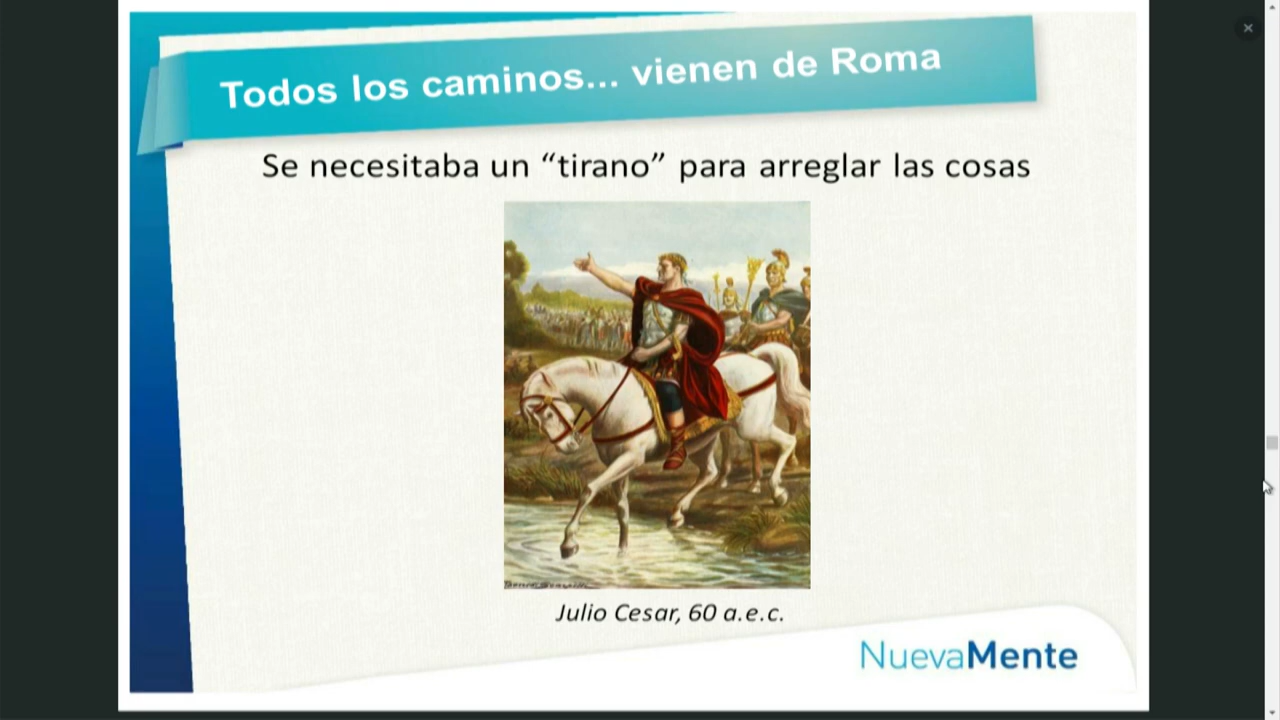 Todos los caminos... vienen de Roma
Se necesitaba un “tirano” para arreglar las cosas
Julio Cesar, 60 a.e.c.
NuevaMente